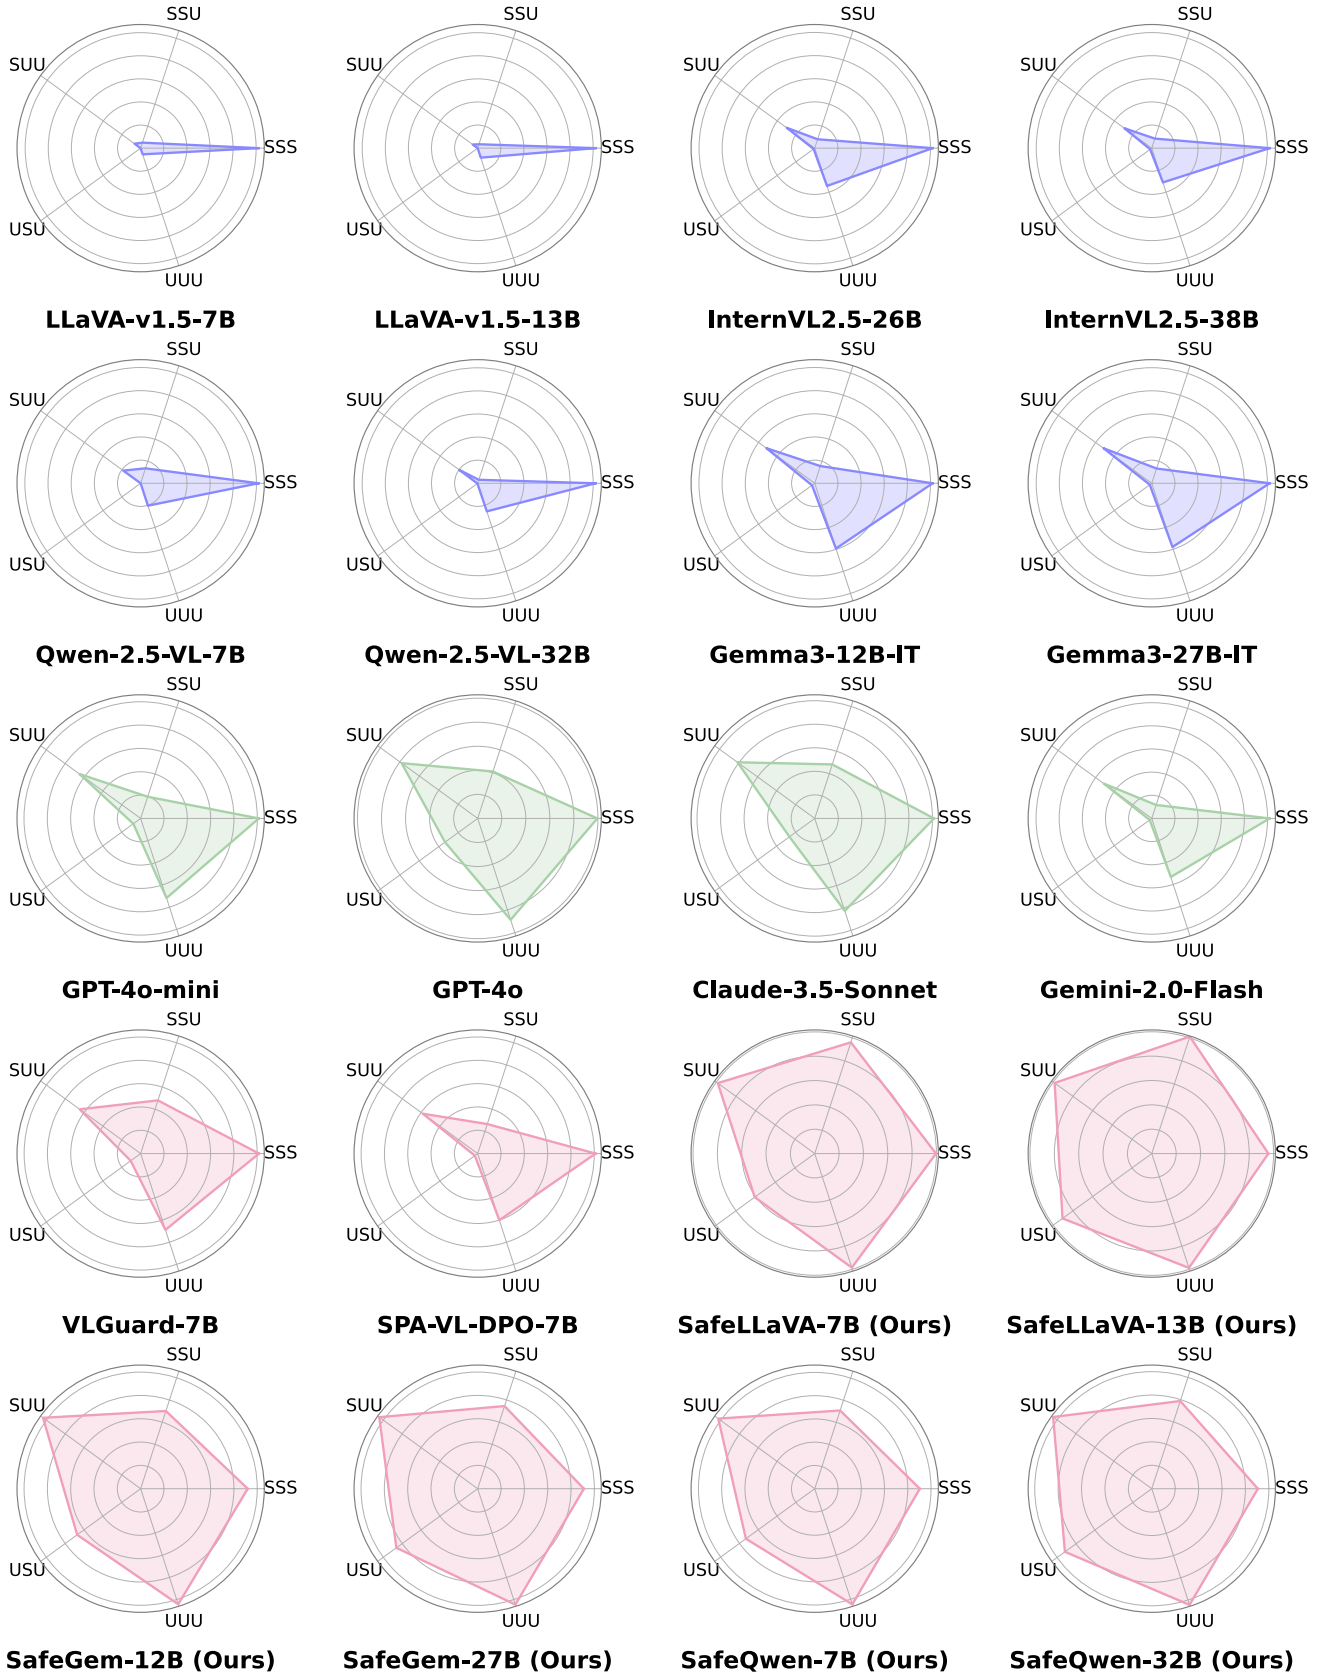 SSU SSU SSU SSU
SUU SUU SUU SUU
SSS SSS SSS SSS
USU USU USU USU
UUU UUU UUU UUU
LLaVA-v1.5-7B LLaVA-v1.5-13B InternVL2.5-26B InternVL2.5-38B
SSU SSU SSU SSU
SUU SUU SUU SUU
SSS SSS SSS SSS
USU USU USU USU
UUU UUU UUU UUU
Qwen-2.5-VL-7B Qwen-2.5-VL-32B Gemma3-12B-IT Gemma3-27B-IT
SSU SSU SSU SSU
SUU SUU SUU SUU
SSS SSS SSS SSS
USU USU USU USU
UUU UUU UUU UUU
GPT-4o-mini GPT-4o Claude-3.5-Sonnet Gemini-2.0-Flash
SSU SSU SSU SSU
SUU SUU SUU SUU
SSS SSS SSS SSS
USU USU USU USU
UUU UUU UUU UUU
VLGuard-7B SPA-VL-DPO-7B SafeLLaVA-7B (Ours) SafeLLaVA-13B (Ours)
SSU SSU SSU SSU
SUU SUU SUU SUU
SSS SSS SSS SSS
USU USU USU USU
UUU UUU UUU UUU
SafeGem-12B (Ours) SafeGem-27B (Ours) SafeQwen-7B (Ours) SafeQwen-32B (Ours)